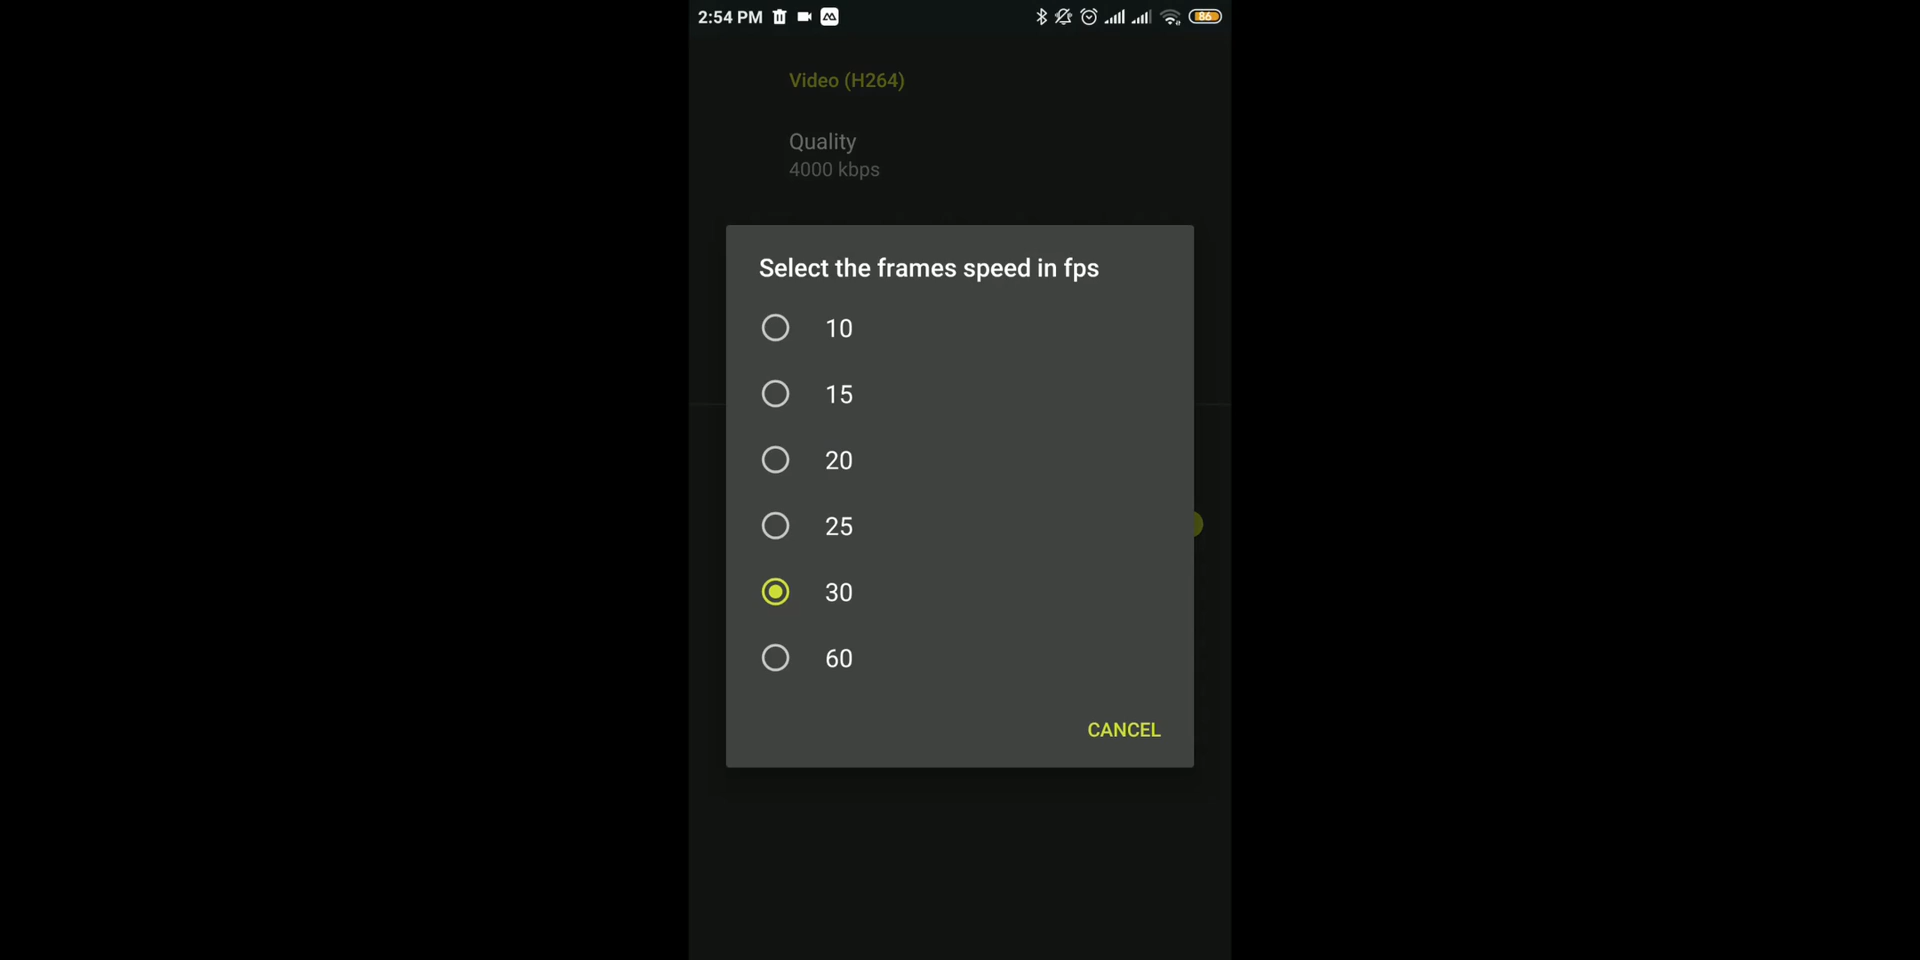 2:54 PM 86
Video (H264)
Quality
4000 kbps
Select the frames speed in fps
10
15
20
25
30
60
CANCEL